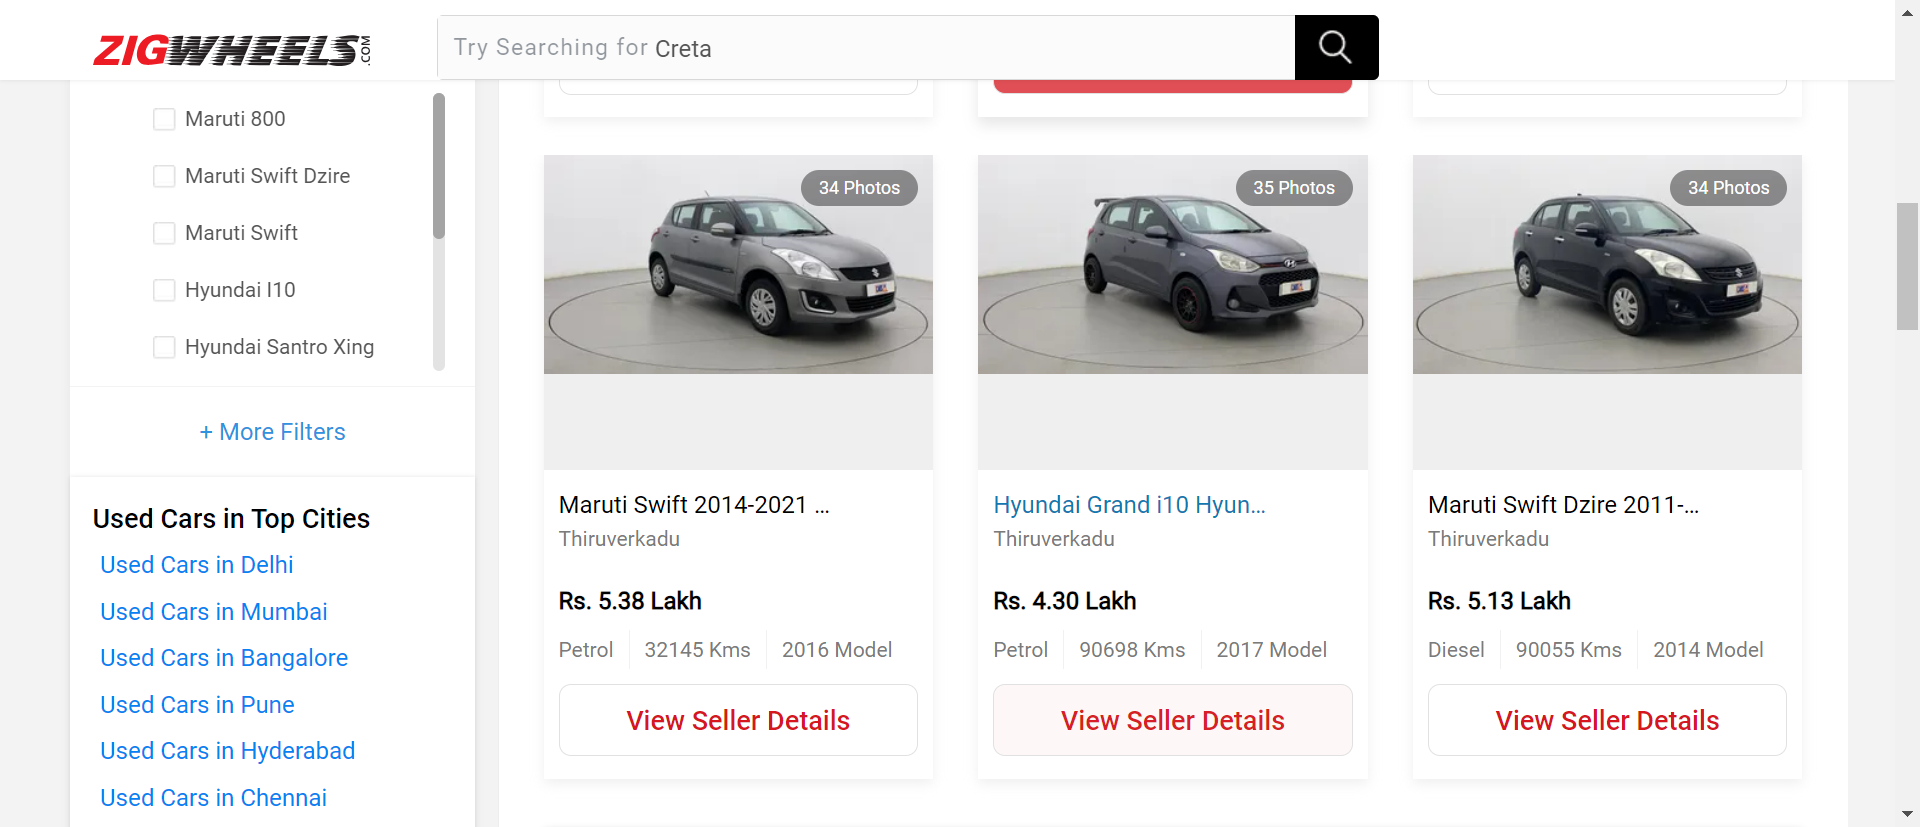 ZIGWHEELS.COM
Try Searching for Creta
Maruti 800
Maruti Swift Dzire
Maruti Swift
Hyundai I10
Hyundai Santro Xing
+ More Filters
Used Cars in Top Cities
Used Cars in Delhi
Used Cars in Mumbai
Used Cars in Bangalore
Used Cars in Pune
Used Cars in Hyderabad
Used Cars in Chennai
34 Photos
Maruti Swift 2014-2021 ...
Thiruverkadu
Rs. 5.38 Lakh
Petrol 32145 Kms 2016 Model
View Seller Details
35 Photos
Hyundai Grand i10 Hyun...
Thiruverkadu
Rs. 4.30 Lakh
Petrol 90698 Kms 2017 Model
View Seller Details
34 Photos
Maruti Swift Dzire 2011-...
Thiruverkadu
Rs. 5.13 Lakh
Diesel 90055 Kms 2014 Model
View Seller Details